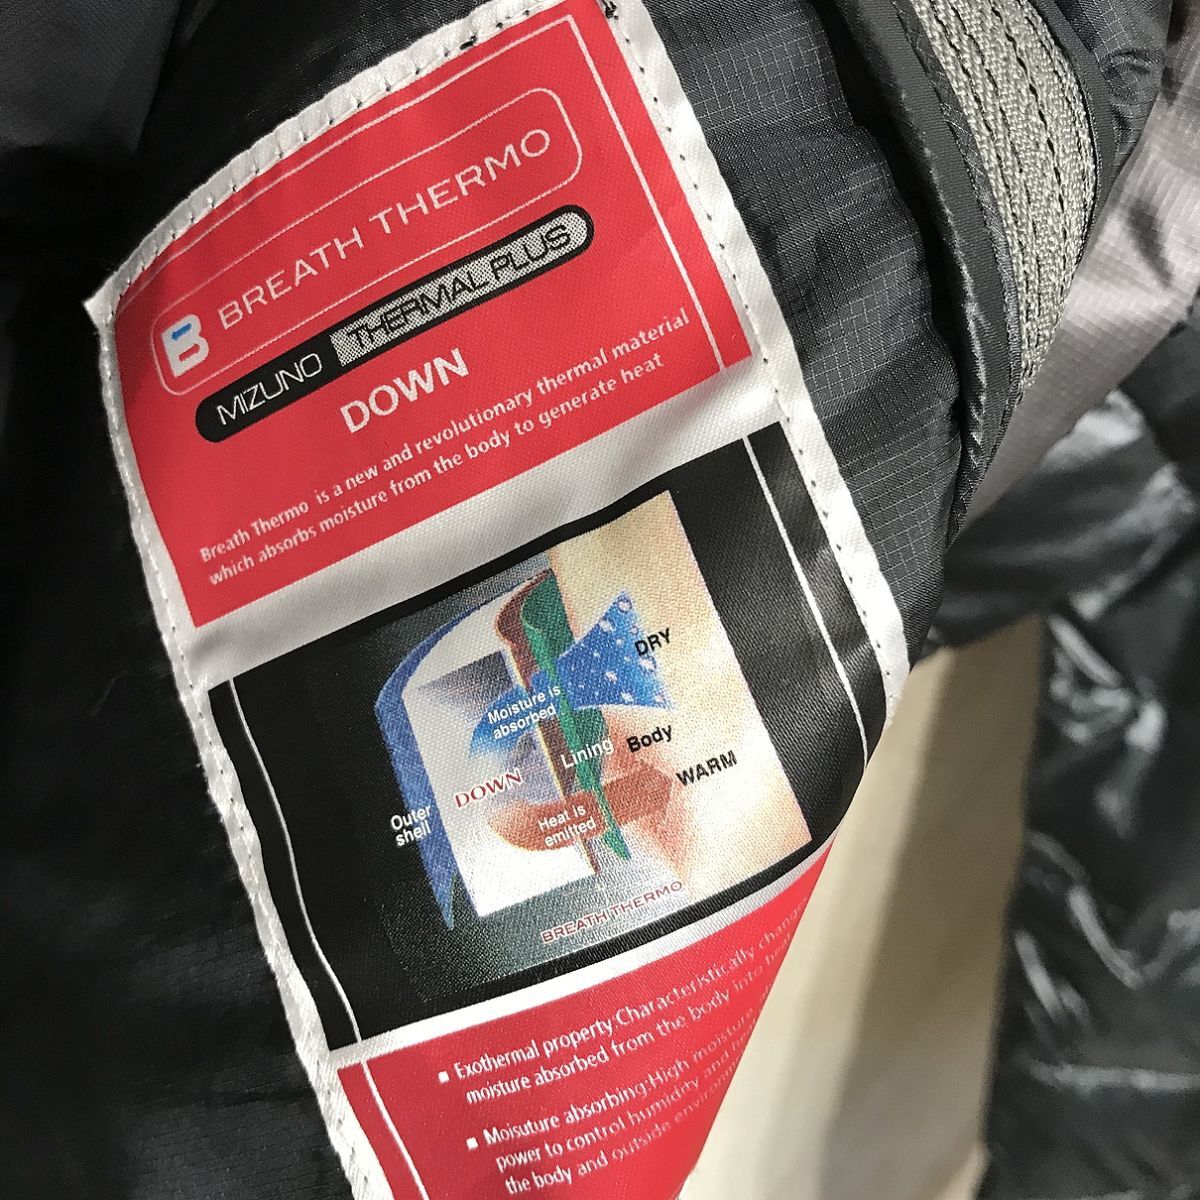 B BREATH THERMO
MIZUNO THERMAL PLUS
DOWN
Breath Thermo is a new and revolutionary thermal material
which absorbs moisture from the body to generate heat
DRY
Moisture is
absorbed
Lining
Body
WARM
DOWN
Outer
shell
Heat is
emitted
BREATH THERMO
■ Exothermal property:Characteristically changes
moisture absorbed from the body into
■ Moisuture absorbing:High moisture
power to control humidity and
the body and outside